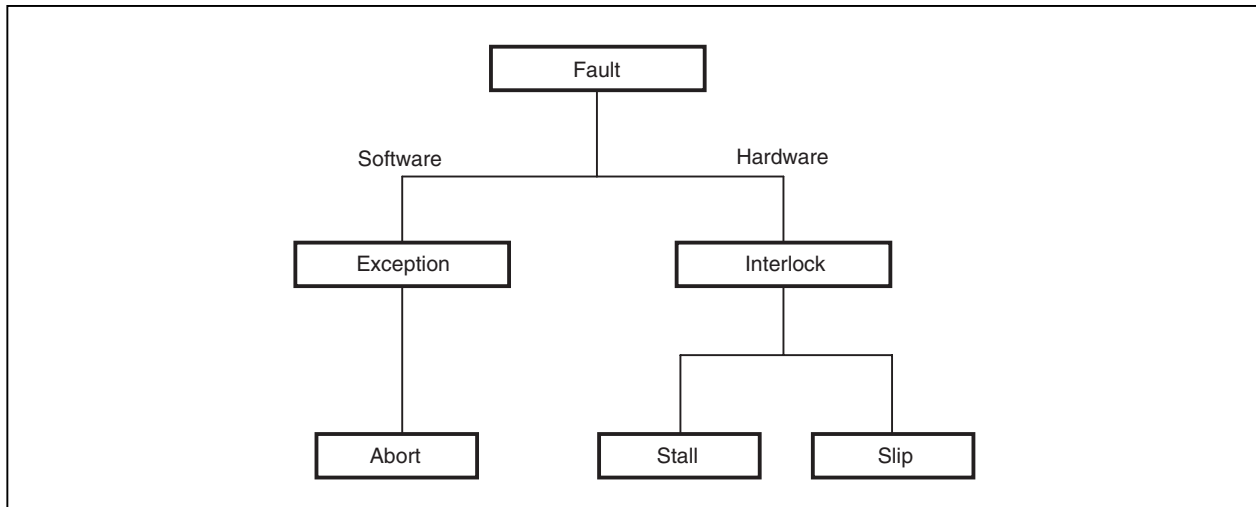 Fault
Software
Hardware
Exception
Interlock
Abort
Stall
Slip